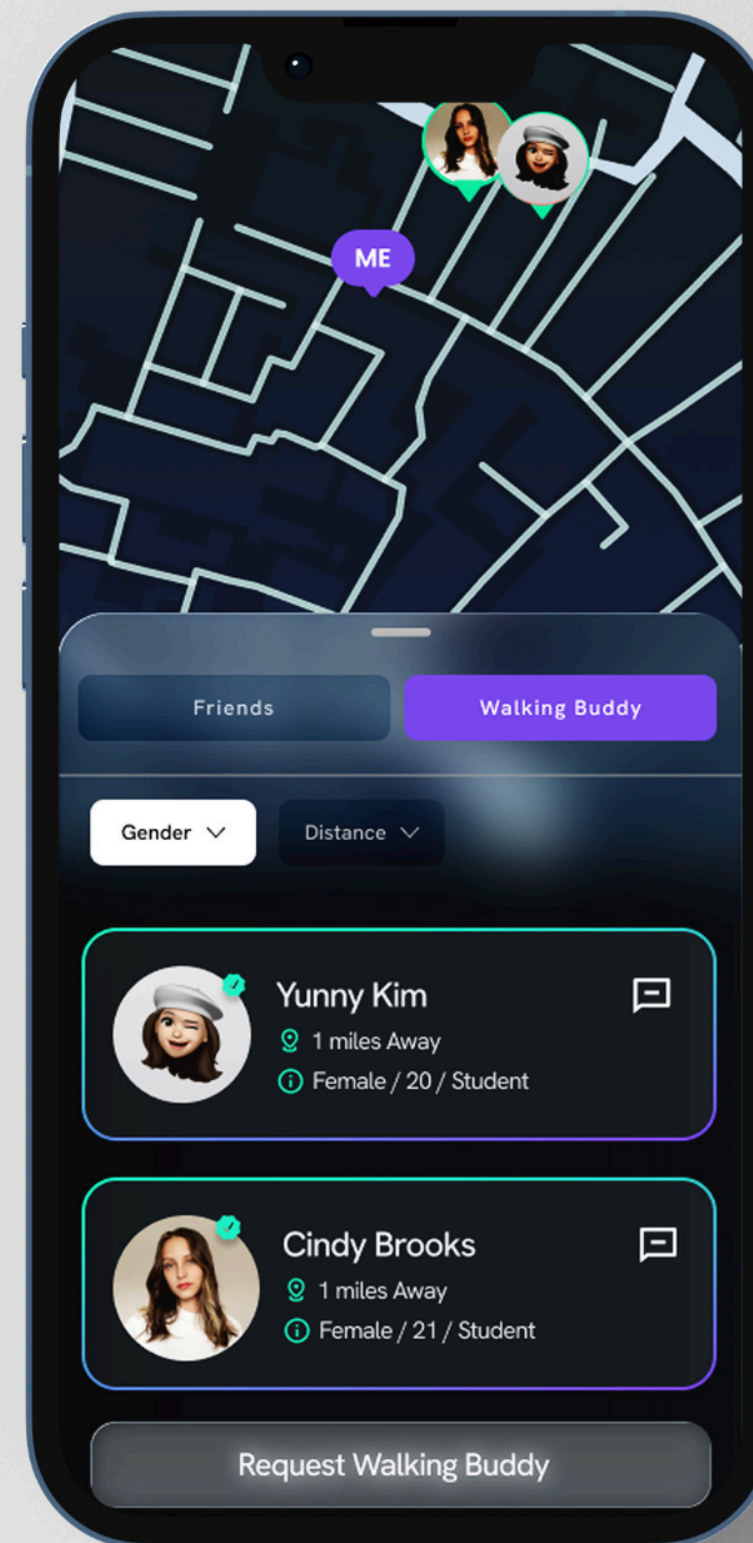 ME
Friends
Walking Buddy
Gender
Distance
Yunny Kim
1 miles Away
Female / 20 / Student
Cindy Brooks
1 miles Away
Female / 21 / Student
Request Walking Buddy